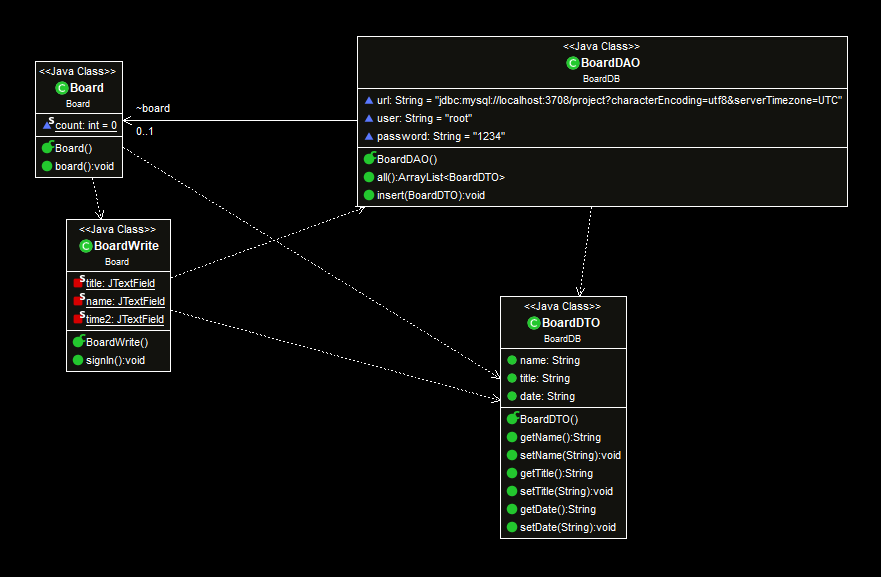 <<Java Class>>
Board
Board
count: int = 0
Board()
board():void
~board
0..1
<<Java Class>>
BoardDAO
BoardDB
url: String = "jdbc:mysql://localhost:3708/project?characterEncoding=utf8&serverTimezone=UTC"
user: String = "root"
password: String = "1234"
BoardDAO()
all():ArrayList<BoardDTO>
insert(BoardDTO):void
<<Java Class>>
BoardWrite
Board
title: JTextField
name: JTextField
time2: JTextField
BoardWrite()
signIn():void
<<Java Class>>
BoardDTO
BoardDB
name: String
title: String
date: String
BoardDTO()
getName():String
setName(String):void
getTitle():String
setTitle(String):void
getDate():String
setDate(String):void